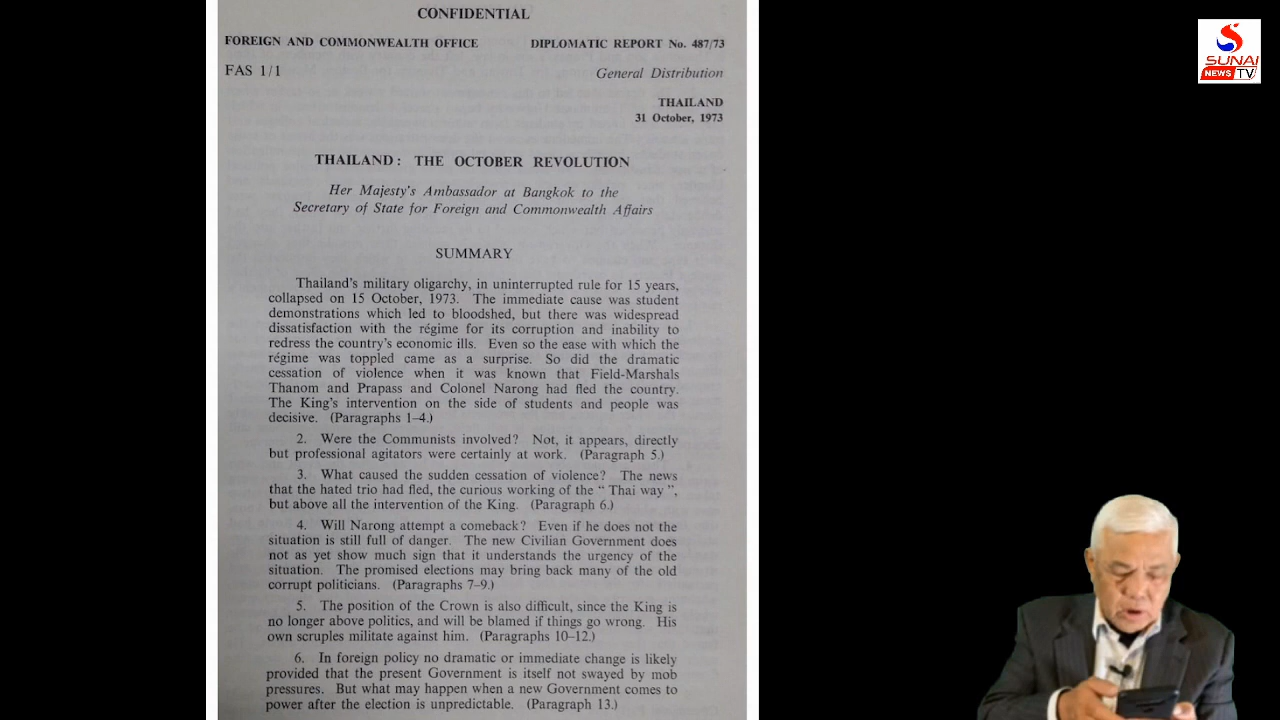 CONFIDENTIAL
FOREIGN AND COMMONWEALTH OFFICE DIPLOMATIC REPORT No. 487/73
FAS 1/1 General Distribution
THAILAND
31 October, 1973
THAILAND: THE OCTOBER REVOLUTION
Her Majesty's Ambassador at Bangkok to the
Secretary of State for Foreign and Commonwealth Affairs
SUMMARY
Thailand's military oligarchy, in uninterrupted rule for 15 years,
collapsed on 15 October, 1973. The immediate cause was student
demonstrations which led to bloodshed, but there was widespread
dissatisfaction with the régime for its corruption and inability to
redress the country's economic ills. Even so the ease with which the
régime was toppled came as a surprise. So did the dramatic
cessation of violence when it was known that Field-Marshals
Thanom and Prapass and Colonel Narong had fled the country.
The King's intervention on the side of students and people was
decisive. (Paragraphs 1–4.)
2. Were the Communists involved? Not, it appears, directly
but professional agitators were certainly at work. (Paragraph 5.)
3. What caused the sudden cessation of violence? The news
that the hated trio had fled, the curious working of the “ Thai way ”,
but above all the intervention of the King. (Paragraph 6.)
4. Will Narong attempt a comeback? Even if he does not the
situation is still full of danger. The new Civilian Government does
not as yet show much sign that it understands the urgency of the
situation. The promised elections may bring back many of the old
corrupt politicians. (Paragraphs 7–9.)
5. The position of the Crown is also difficult, since the King is
no longer above politics, and will be blamed if things go wrong. His
own scruples militate against him. (Paragraphs 10–12.)
6. In foreign policy no dramatic or immediate change is likely
provided that the present Government is itself not swayed by mob
pressures. But what may happen when a new Government comes to
power after the election is unpredictable. (Paragraph 13.)
SUNAI
NEWS TV